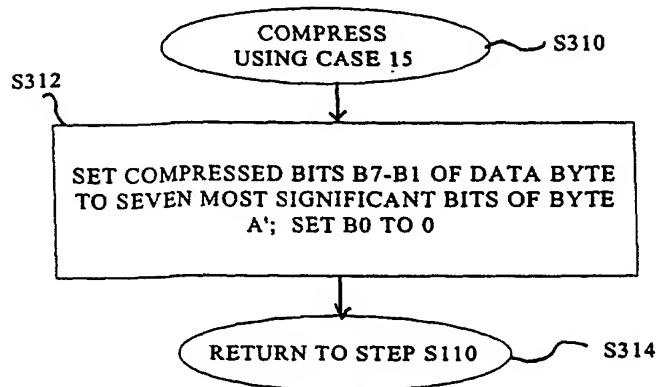 COMPRESS
USING CASE 15
S310
S312
SET COMPRESSED BITS B7-B1 OF DATA BYTE
TO SEVEN MOST SIGNIFICANT BITS OF BYTE
A'; SET B0 TO 0
RETURN TO STEP S110
S314